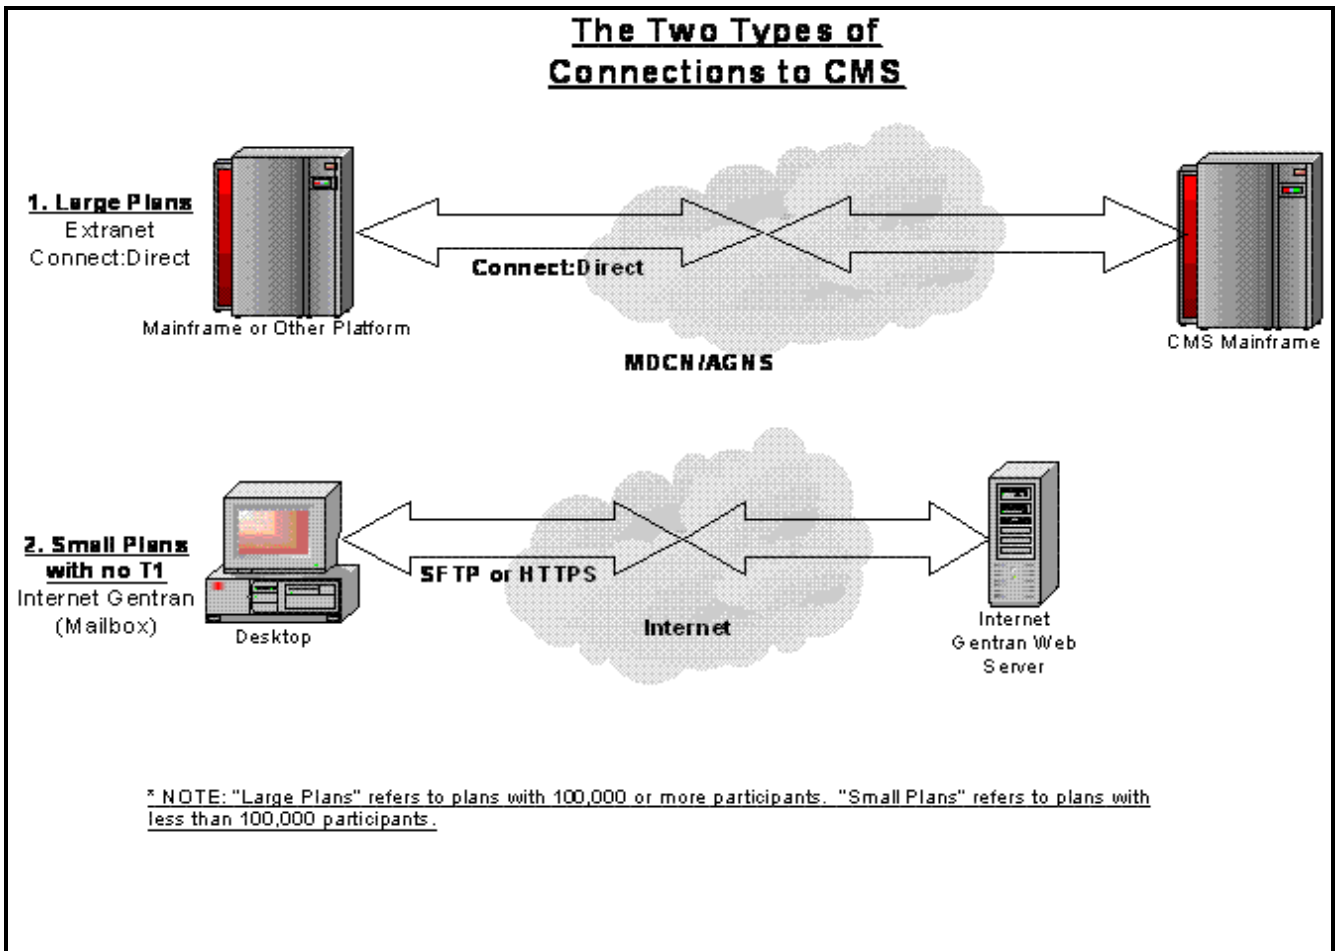 The Two Types of
Connections to CMS
1. Large Plans
Extranet
Connect:Direct
Mainframe or Other Platform
Connect:Direct
MDCN/AGNS
CMS Mainframe
2. Small Plans
with no T1
Internet Gentran
(Mailbox)
Desktop
SFTP or HTTPS
Internet
Internet
Gentran Web
Server
* NOTE: "Large Plans" refers to plans with 100,000 or more participants. "Small Plans" refers to plans with
less than 100,000 participants.